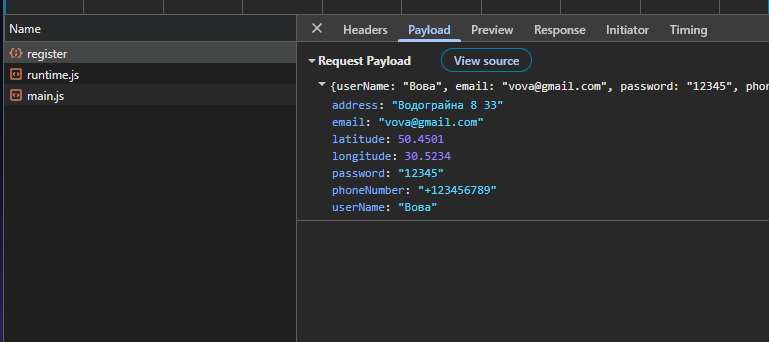 Name
register
runtime.js
main.js
Headers Payload Preview Response Initiator Timing
Request Payload View source
{userName: "Вова", email: "vova@gmail.com", password: "12345", phon
address: "Водограйна 8 33"
email: "vova@gmail.com"
latitude: 50.4501
longitude: 30.5234
password: "12345"
phoneNumber: "+123456789"
userName: "Вова"